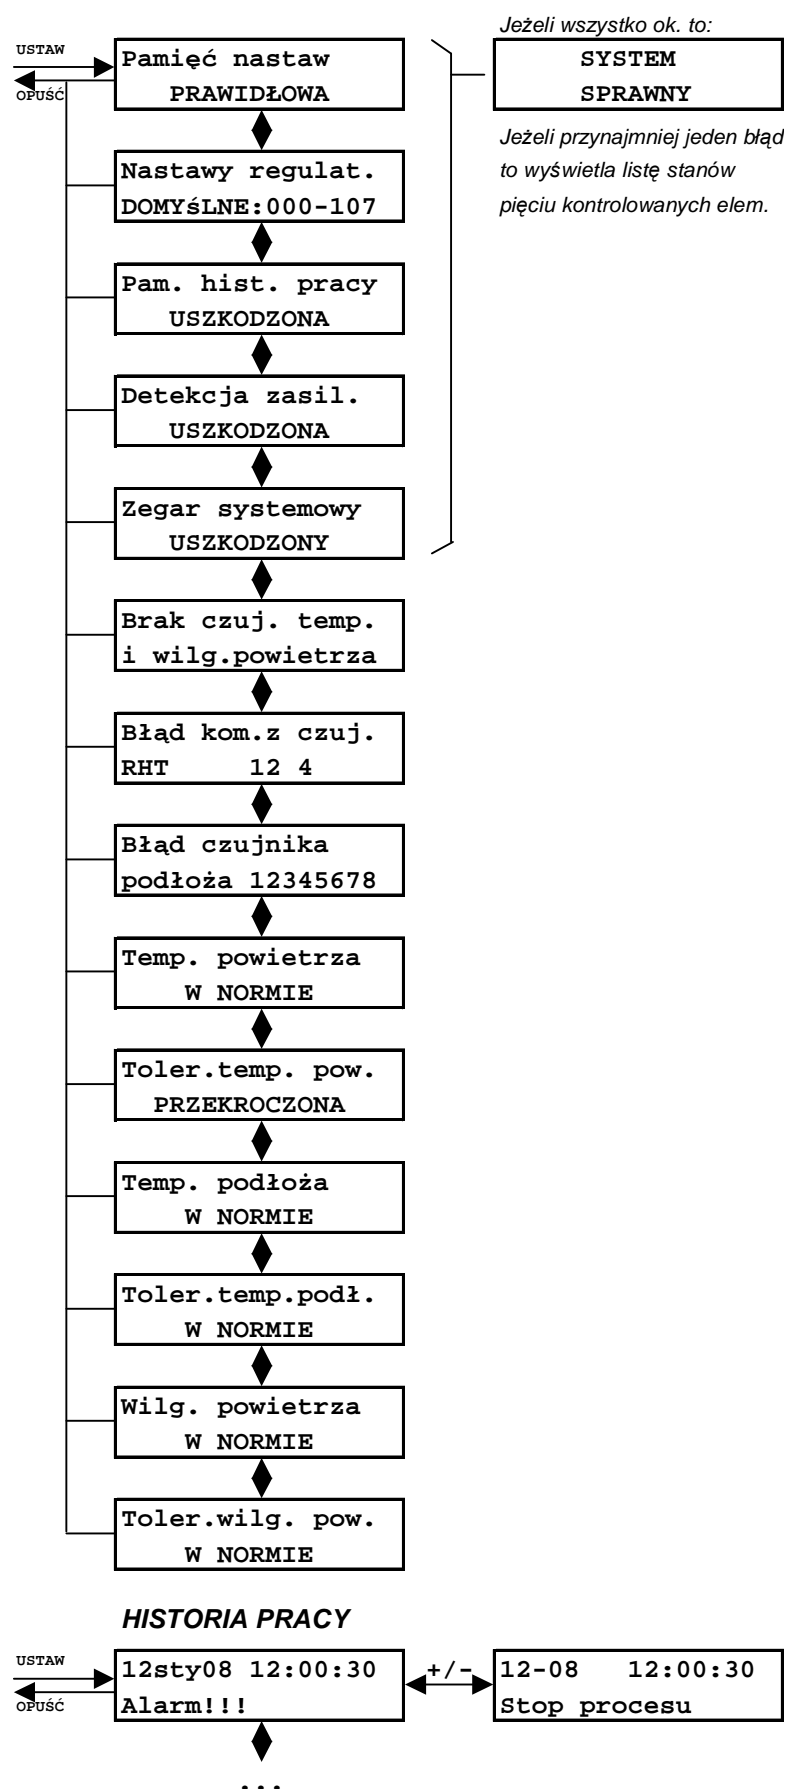 Jeżeli wszystko ok. to:
USTAW
OPUŚĆ
Pamięć nastaw
PRAWIDŁOWA
SYSTEM
SPRAWNY
Jeżeli przynajmniej jeden błąd
to wyświetla listę stanów
pięciu kontrolowanych elem.
Nastawy regulat.
DOMYśLNE:000-107
Pam. hist. pracy
USZKODZONA
Detekcja zasil.
USZKODZONA
Zegar systemowy
USZKODZONY
Brak czuj. temp.
i wilg.powietrza
Błąd kom.z czuj.
RHT 12 4
Błąd czujnika
podłoża 12345678
Temp. powietrza
W NORMIE
Toler.temp. pow.
PRZEKROCZONA
Temp. podłoża
W NORMIE
Toler.temp.podł.
W NORMIE
Wilg. powietrza
W NORMIE
Toler.wilg. pow.
W NORMIE
HISTORIA PRACY
USTAW
OPUŚĆ
12sty08 12:00:30
Alarm!!!
+/-
12-08 12:00:30
Stop procesu
...